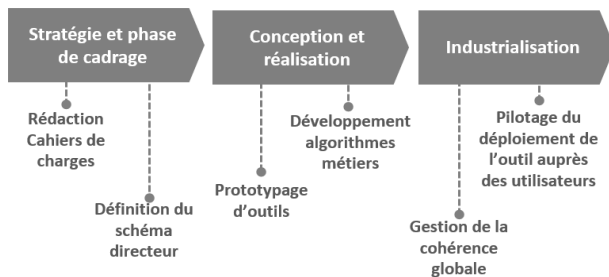 Stratégie et phase
de cadrage
Conception et
réalisation
Industrialisation
Rédaction
Cahiers de
charges
Définition du
schéma
directeur
Prototypage
d'outils
Développement
algorithmes
métiers
Gestion de la
cohérence
globale
Pilotage du
déploiement de
l'outil auprès
des utilisateurs